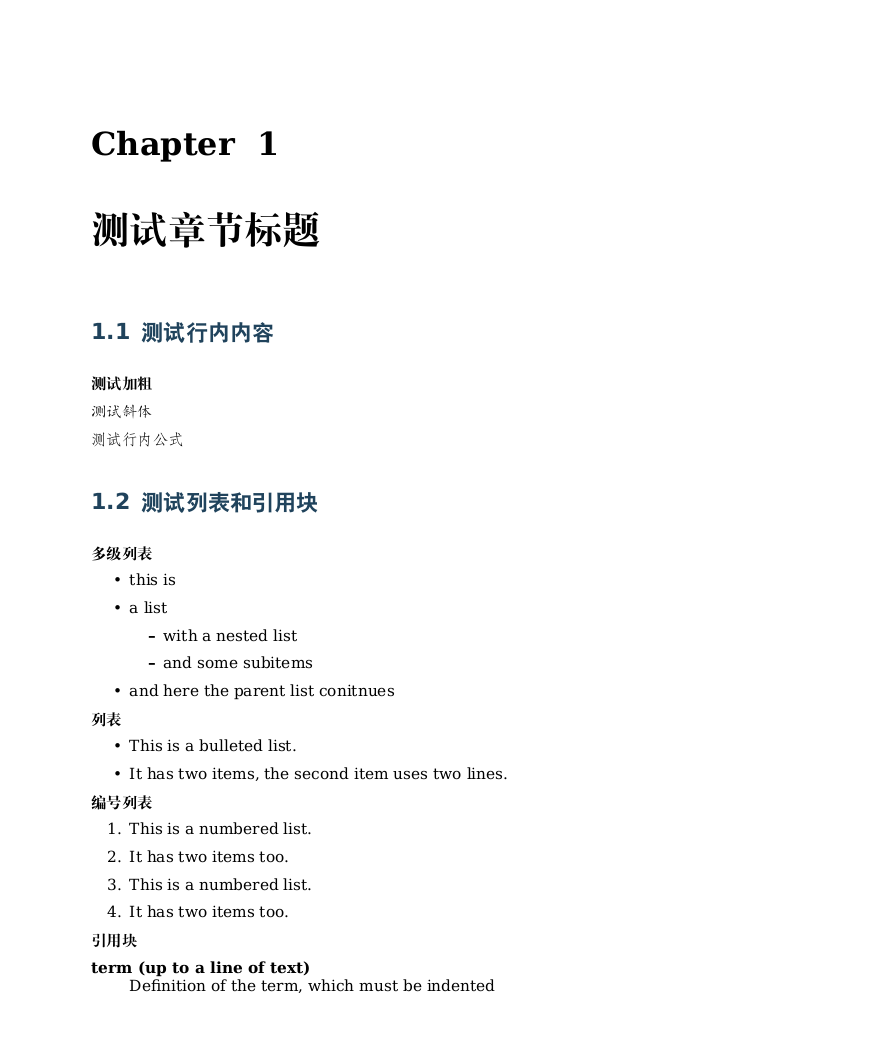 Chapter 1
测试章节标题
1.1 测试行内内容
测试加粗
测试斜体
测试行内公式
1.2 测试列表和引用块
多级列表
• this is
• a list
– with a nested list
– and some subitems
• and here the parent list conitnues
列表
• This is a bulleted list.
• It has two items, the second item uses two lines.
编号列表
1. This is a numbered list.
2. It has two items too.
3. This is a numbered list.
4. It has two items too.
引用块
term (up to a line of text)
Definition of the term, which must be indented